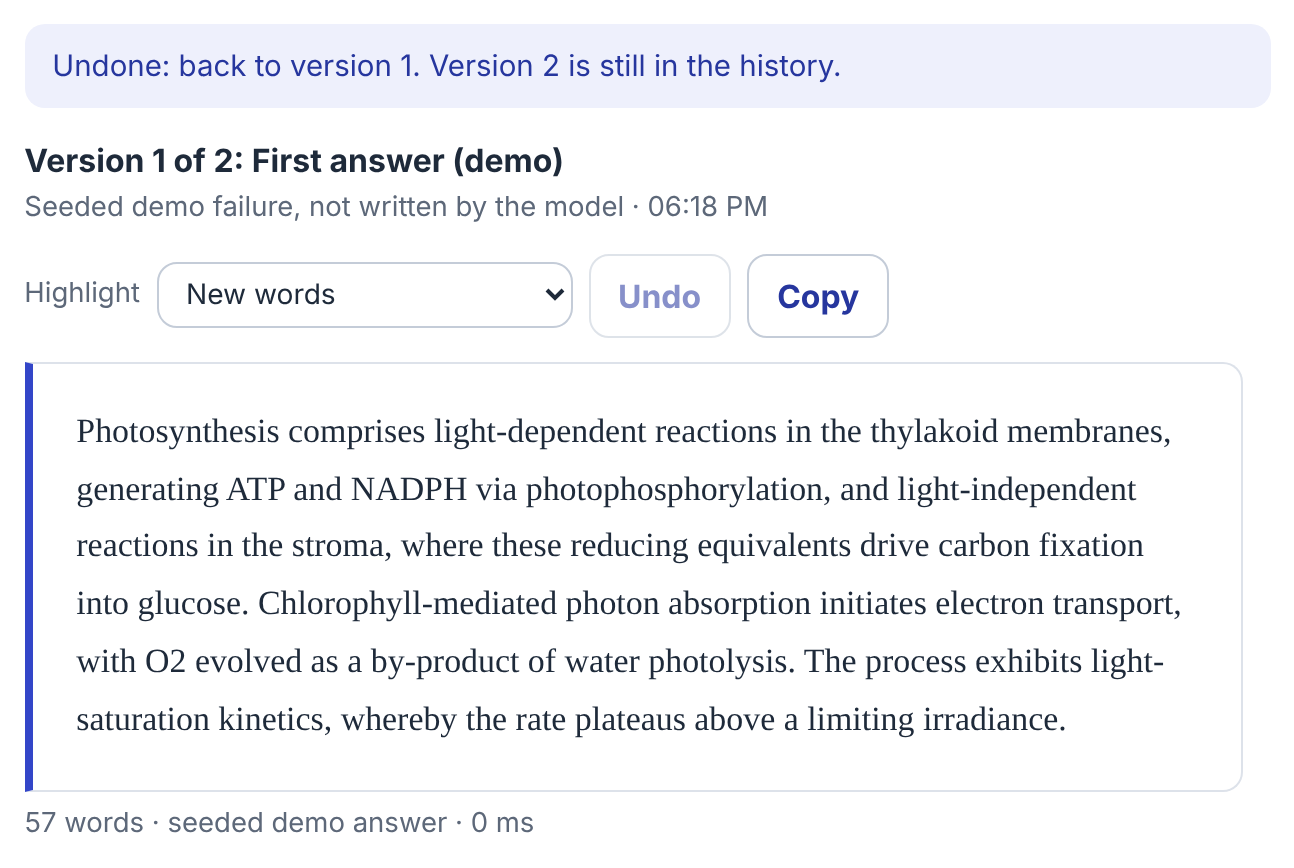 Undone: back to version 1. Version 2 is still in the history.
Version 1 of 2: First answer (demo)
Seeded demo failure, not written by the model · 06:18 PM
Highlight New words Undo Copy
Photosynthesis comprises light-dependent reactions in the thylakoid membranes,
generating ATP and NADPH via photophosphorylation, and light-independent
reactions in the stroma, where these reducing equivalents drive carbon fixation
into glucose. Chlorophyll-mediated photon absorption initiates electron transport,
with O2 evolved as a by-product of water photolysis. The process exhibits light-
saturation kinetics, whereby the rate plateaus above a limiting irradiance.
57 words · seeded demo answer · 0 ms